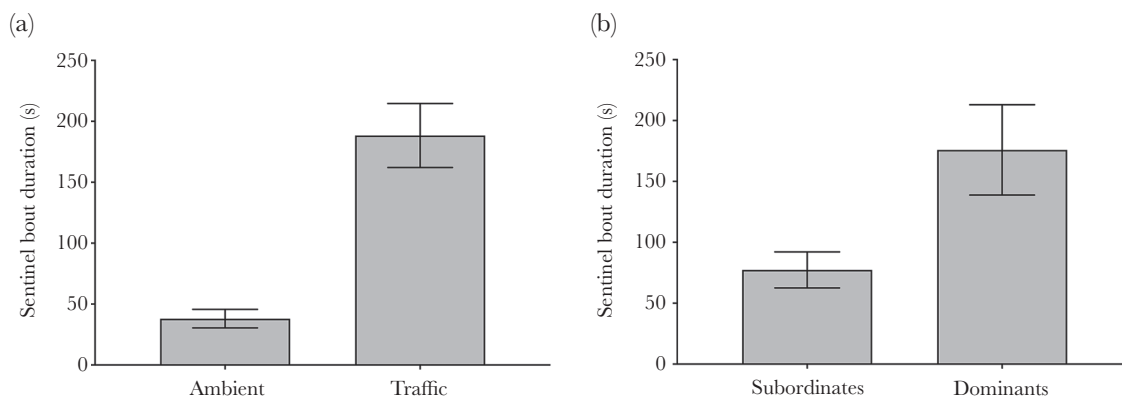 (a)
250
200
150
100
50
0
Sentinel bout duration (s)
Ambient Traffic
(b)
250
200
150
100
50
0
Sentinel bout duration (s)
Subordinates Dominants